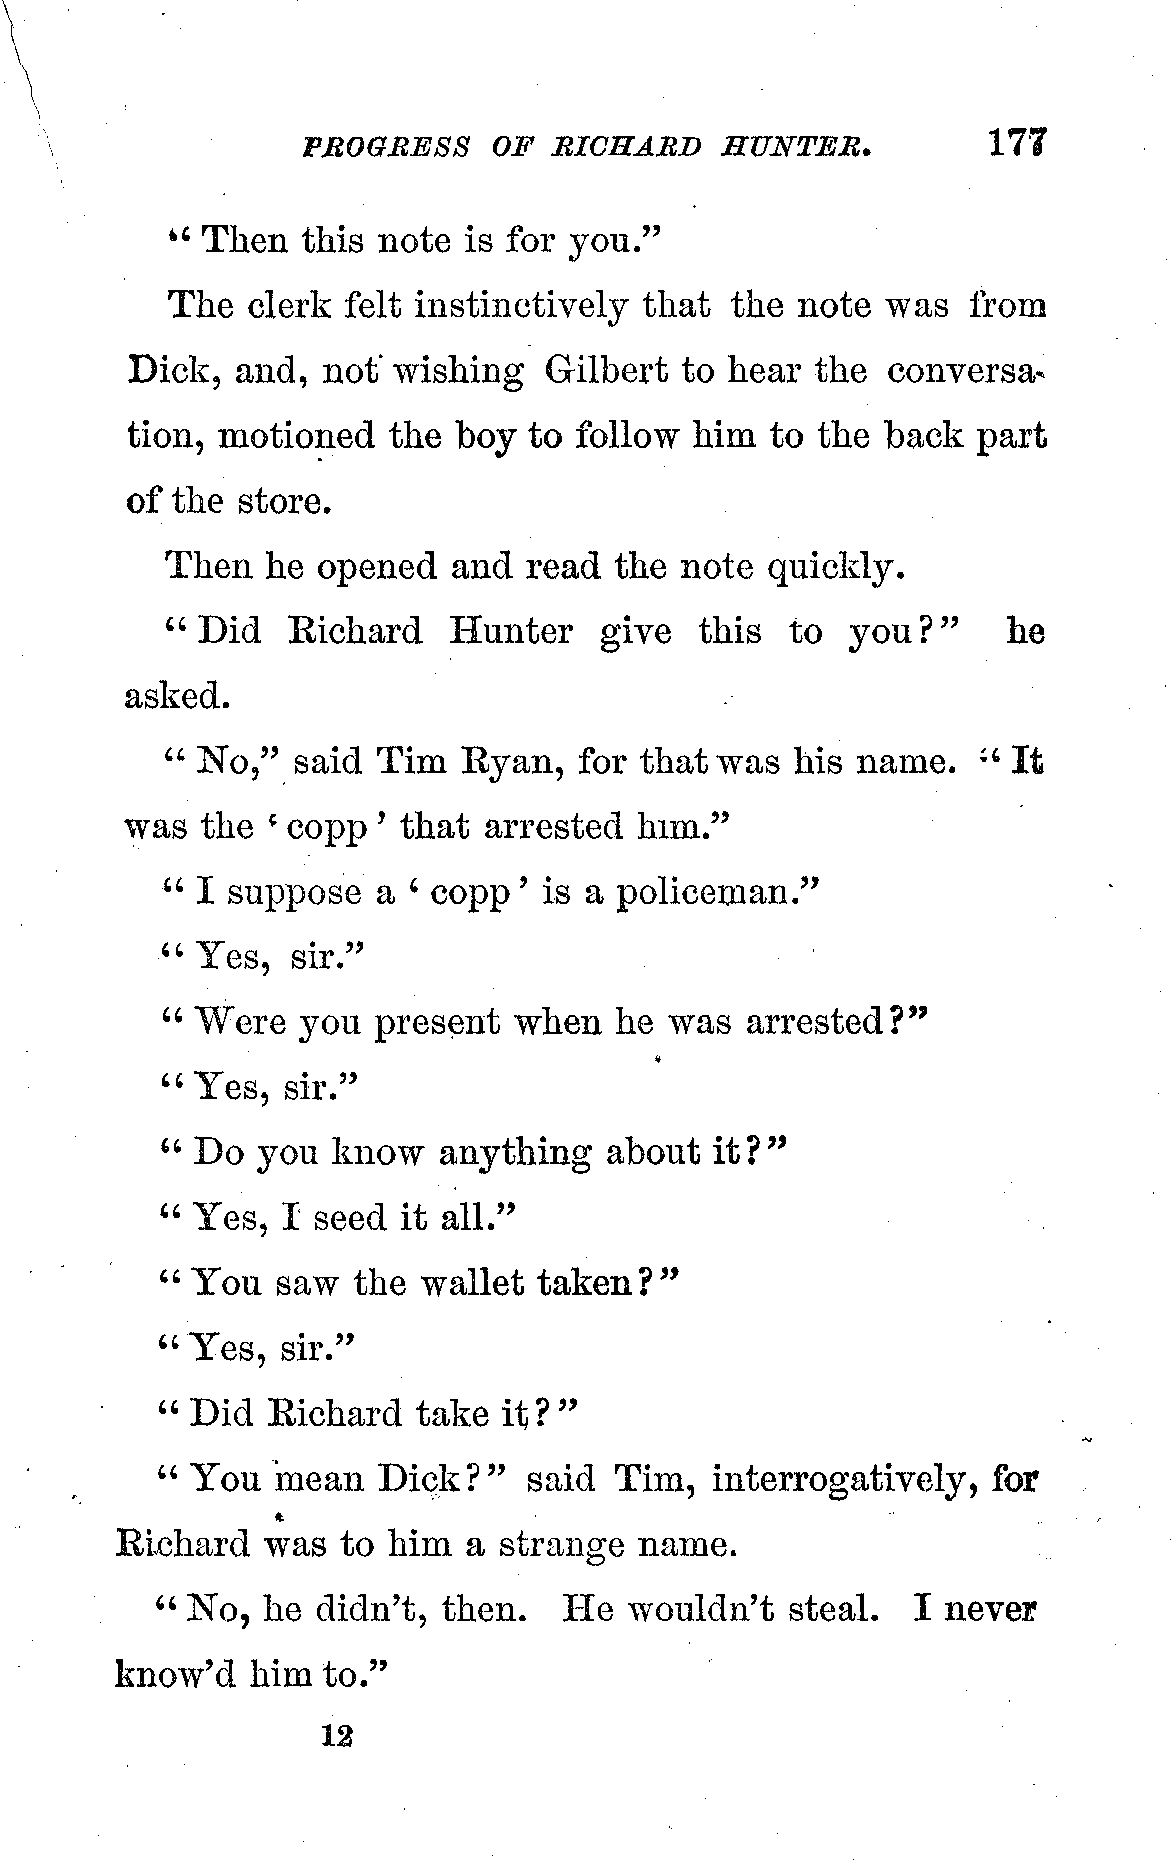 PROGRESS OF RICHARD HUNTER. 177
“ Then this note is for you.”
The clerk felt instinctively that the note was from
Dick, and, not wishing Gilbert to hear the conversa-
tion, motioned the boy to follow him to the back part
of the store.
Then he opened and read the note quickly.
“ Did Richard Hunter give this to you?” he
asked.
“ No,” said Tim Ryan, for that was his name. “ It
was the ‘ copp ’ that arrested him.”
“ I suppose a ‘ copp ’ is a policeman.”
“ Yes, sir.”
“ Were you present when he was arrested?”
“ Yes, sir.”
“ Do you know anything about it?”
“ Yes, I seed it all.”
“ You saw the wallet taken?”
“ Yes, sir.”
“ Did Richard take it?”
“ You mean Dick?” said Tim, interrogatively, for
Richard was to him a strange name.
“ No, he didn’t, then. He wouldn’t steal. I never
know’d him to.”
12